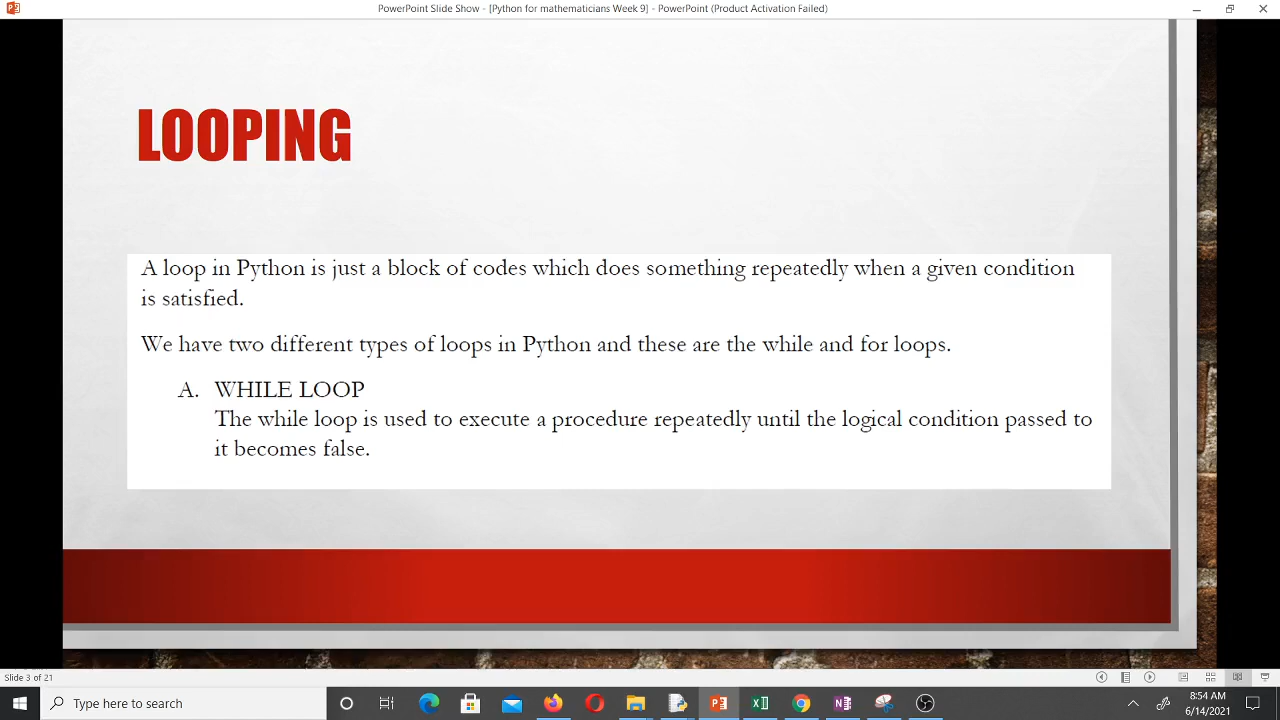 PowerPoint Slide Show - [Python for mathematicians Week 9] - PowerPoint (Product Activation Failed)
LOOPING
A loop in Python is just a block of codes which does something repeatedly when a given condition
is satisfied.
We have two different types of loops in Python and these are the while and for loops.
A. WHILE LOOP
The while loop is used to execute a procedure repeatedly until the logical condition passed to
it becomes false.
Slide 3 of 21
Type here to search
8:54 AM
6/14/2021